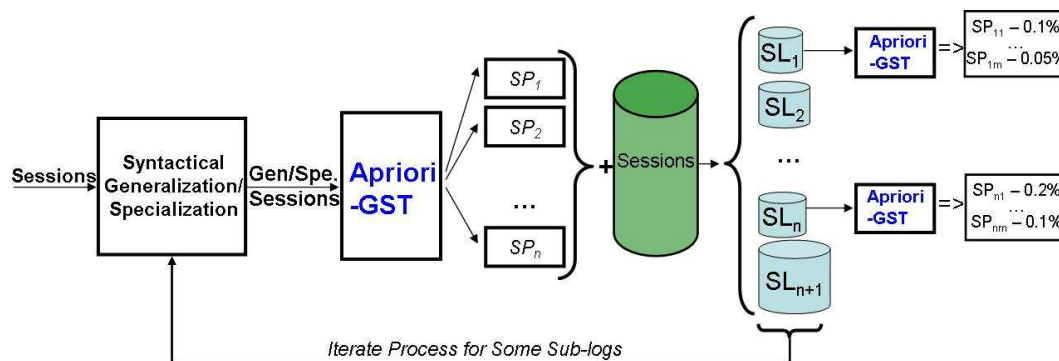 Sessions
Syntactical
Generalization/
Specialization
Gen/Spe.
Sessions
Apriori
-GST
SP1
SP2
...
SPn
+
Sessions
SL1
SL2
...
SLn
SLn+1
Apriori
-GST
=>
SP11 – 0.1%
...
SP1m – 0.05%
Apriori
-GST
=>
SPn1 – 0.2%
...
SPnm – 0.1%
Iterate Process for Some Sub-logs